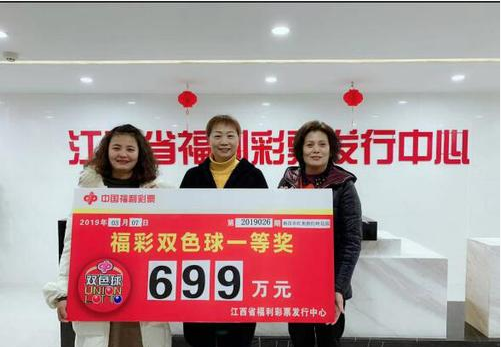 江西省福利彩票发行中心
中国福利彩票
2019年 03 月 07 日 第 2019026 期
福彩双色球一等奖
双色球
UNION
LOTTO
699 万元
江西省福利彩票发行中心